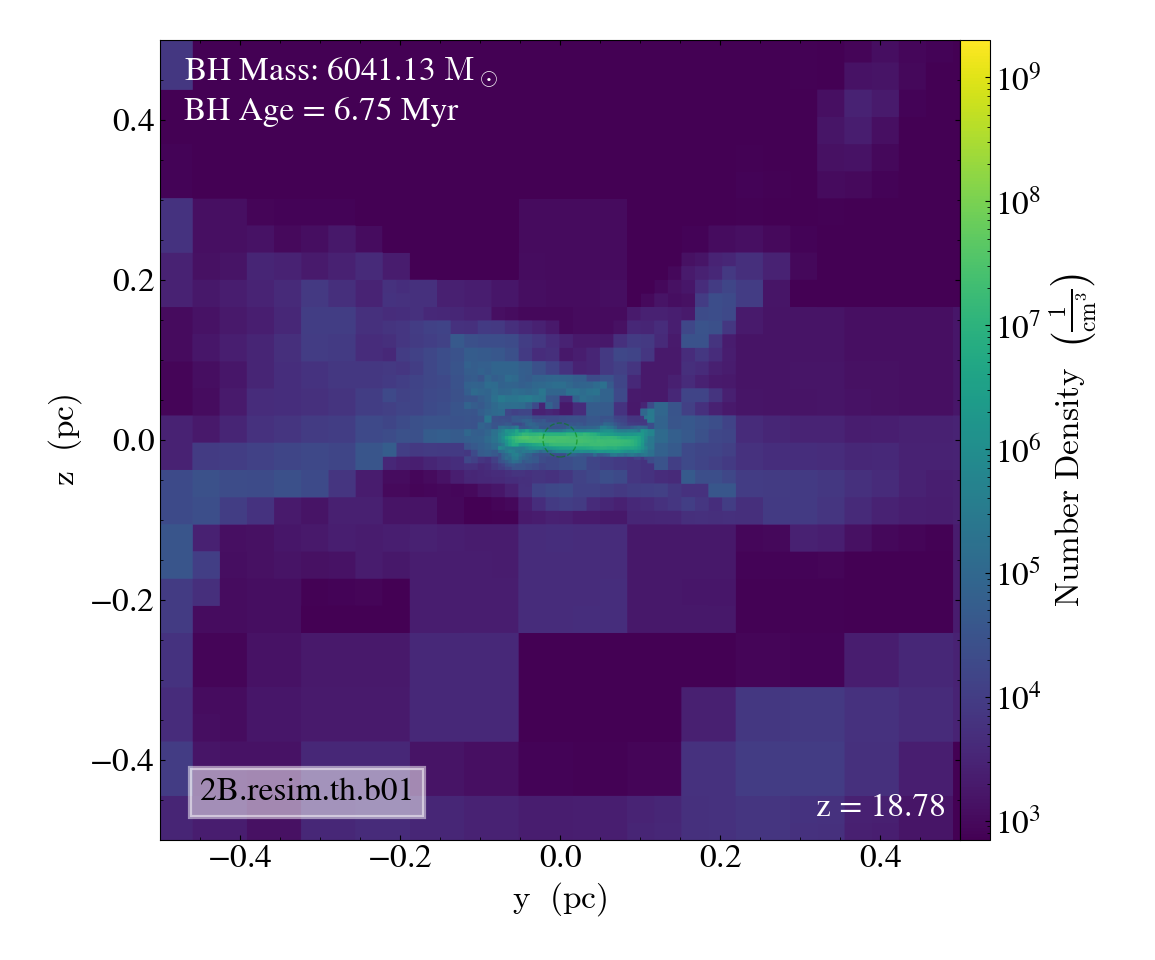 BH Mass: 6041.13 M⊙
BH Age = 6.75 Myr
0.4
0.2
0.0
−0.2
−0.4
z (pc)
2B.resim.th.b01
z = 18.78
−0.4 −0.2 0.0 0.2 0.4
y (pc)
10⁹
10⁸
10⁷
10⁶
10⁵
10⁴
10³
Number Density (1/cm³)